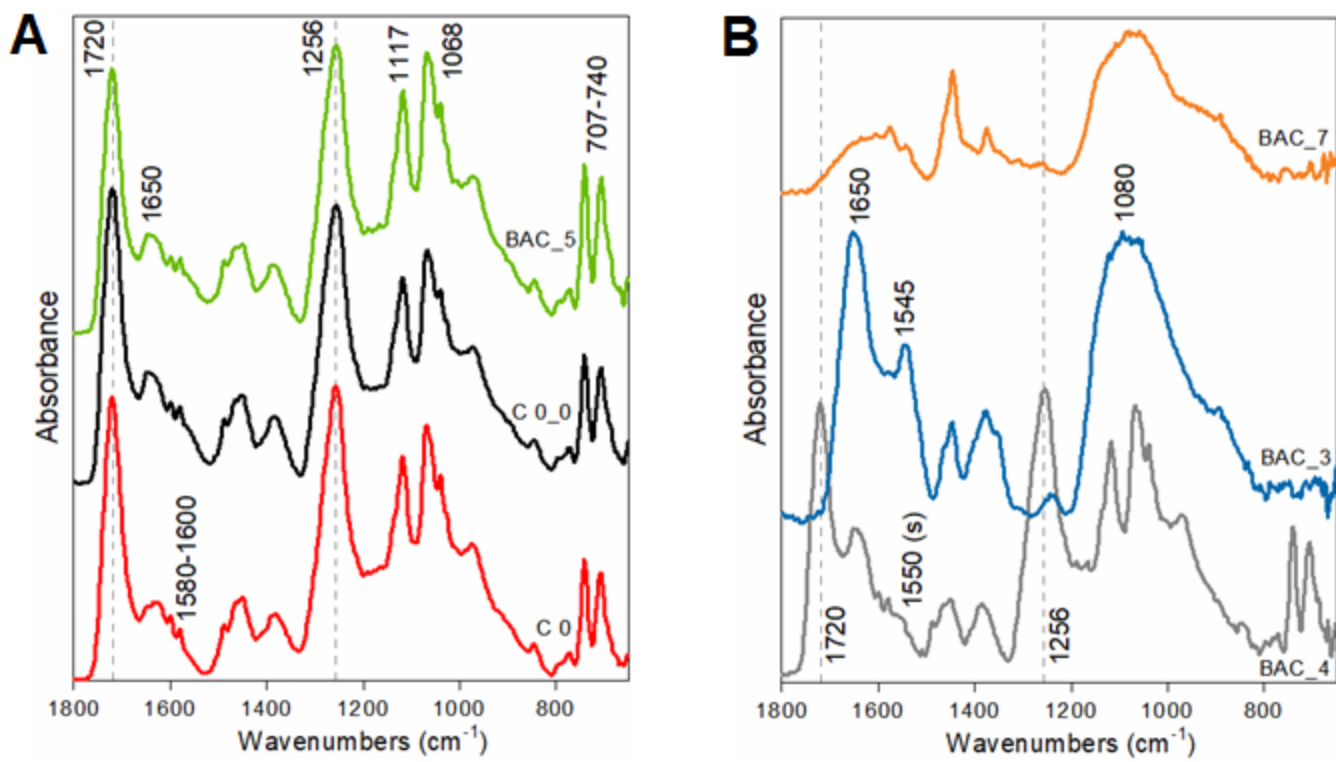 A
1720
1256
1117
1068
707-740
1650
BAC_5
C 0_0
1580-1600
C 0
Absorbance
1800
1600
1400
1200
1000
800
Wavenumbers (cm⁻¹)
B
BAC_7
1650
1080
1545
BAC_3
1550 (s)
1720
1256
BAC_4
Absorbance
1800
1600
1400
1200
1000
800
Wavenumbers (cm⁻¹)